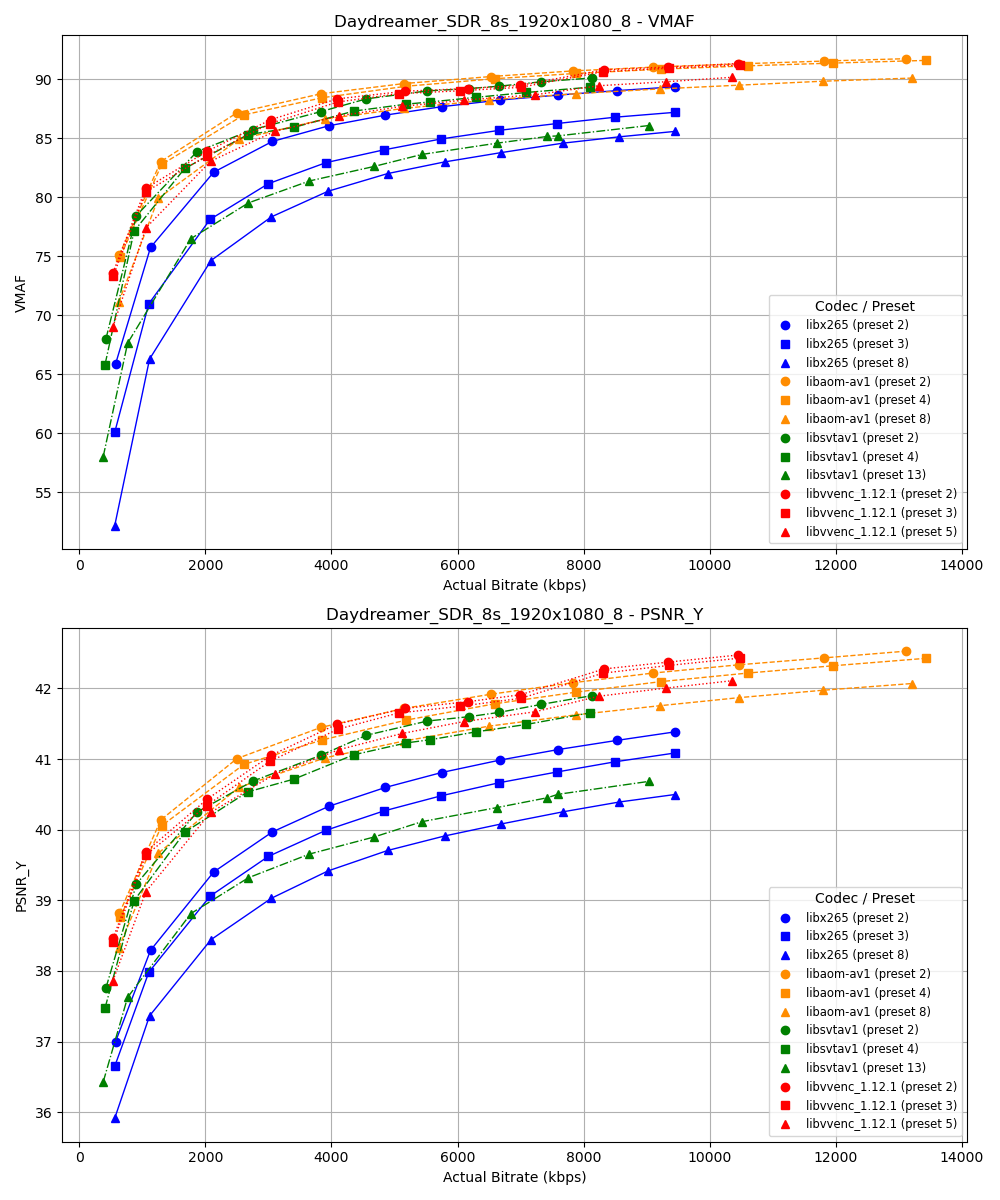 Daydreamer_SDR_8s_1920x1080_8 - VMAF
VMAF
90
85
80
75
70
65
60
55
0 2000 4000 6000 8000 10000 12000 14000
Actual Bitrate (kbps)
Codec / Preset
libx265 (preset 2)
libx265 (preset 3)
libx265 (preset 8)
libaom-av1 (preset 2)
libaom-av1 (preset 4)
libaom-av1 (preset 8)
libsvtav1 (preset 2)
libsvtav1 (preset 4)
libsvtav1 (preset 13)
libvvenc_1.12.1 (preset 2)
libvvenc_1.12.1 (preset 3)
libvvenc_1.12.1 (preset 5)
Daydreamer_SDR_8s_1920x1080_8 - PSNR_Y
PSNR_Y
42
41
40
39
38
37
36
0 2000 4000 6000 8000 10000 12000 14000
Actual Bitrate (kbps)
Codec / Preset
libx265 (preset 2)
libx265 (preset 3)
libx265 (preset 8)
libaom-av1 (preset 2)
libaom-av1 (preset 4)
libaom-av1 (preset 8)
libsvtav1 (preset 2)
libsvtav1 (preset 4)
libsvtav1 (preset 13)
libvvenc_1.12.1 (preset 2)
libvvenc_1.12.1 (preset 3)
libvvenc_1.12.1 (preset 5)